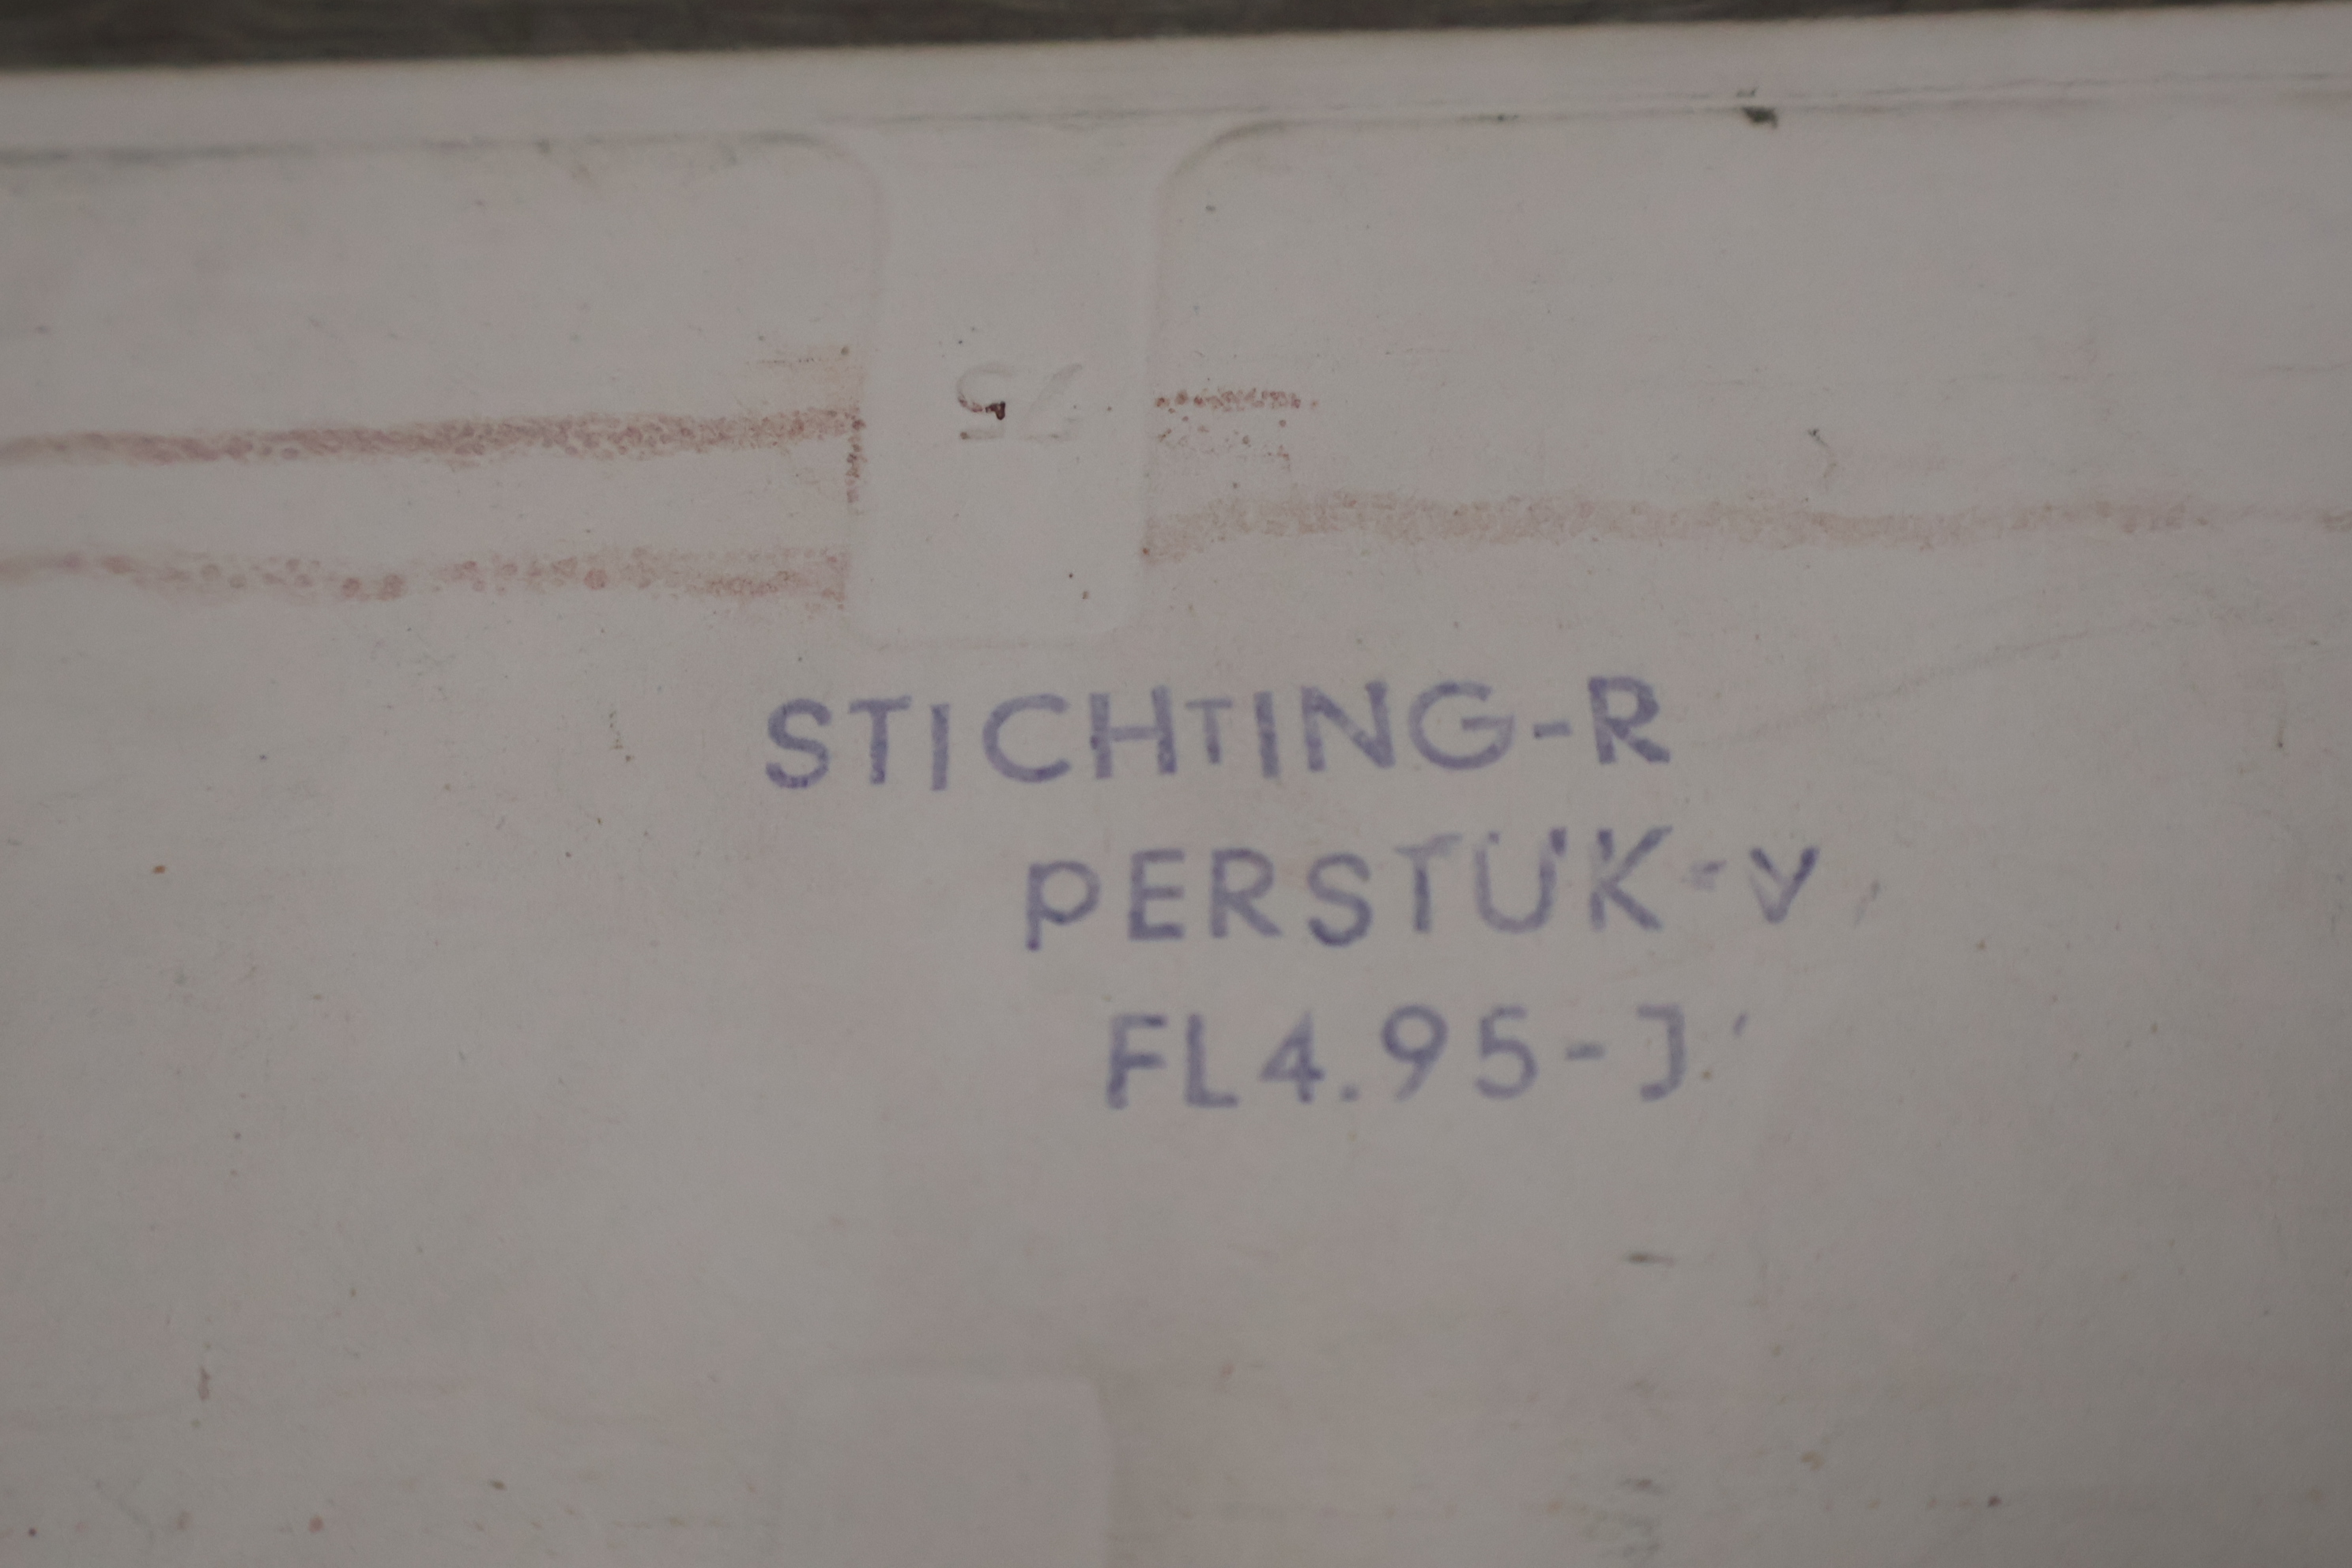 STICHTING-R
PERSTUK-V
FL4.95-J